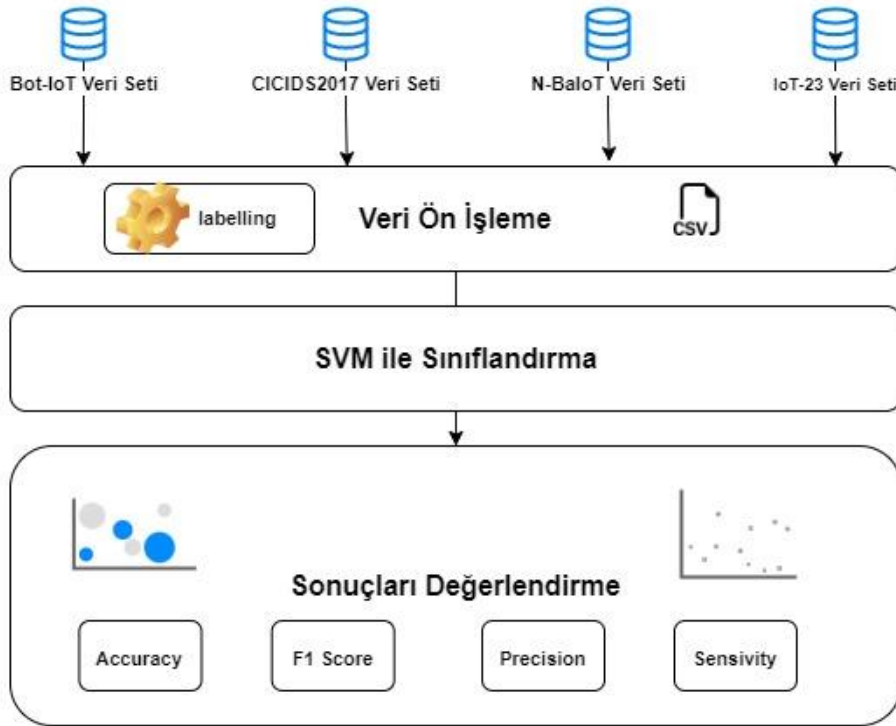 Bot-IoT Veri Seti
CICIDS2017 Veri Seti
N-BaIoT Veri Seti
IoT-23 Veri Seti
labelling
Veri Ön İşleme
CSV
SVM ile Sınıflandırma
Sonuçları Değerlendirme
Accuracy
F1 Score
Precision
Sensivity